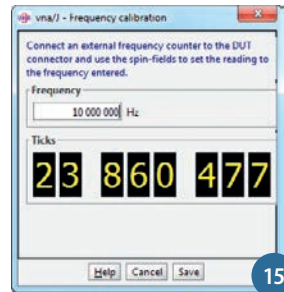 vna/J - Frequency calibration
Connect an external frequency counter to the DUT
connector and use the spin-fields to set the reading to
the frequency entered.
Frequency
10 000 000 Hz
Ticks
23 860 477
Help Cancel Save
15